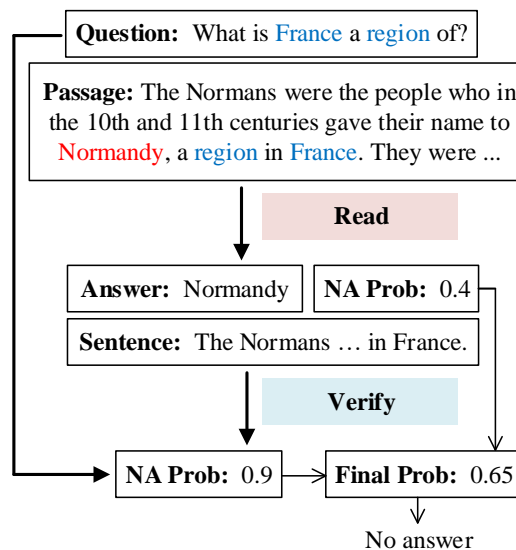 Question: What is France a region of?
Passage: The Normans were the people who in
the 10th and 11th centuries gave their name to
Normandy, a region in France. They were ...
Read
Answer: Normandy
NA Prob: 0.4
Sentence: The Normans … in France.
Verify
NA Prob: 0.9
Final Prob: 0.65
No answer